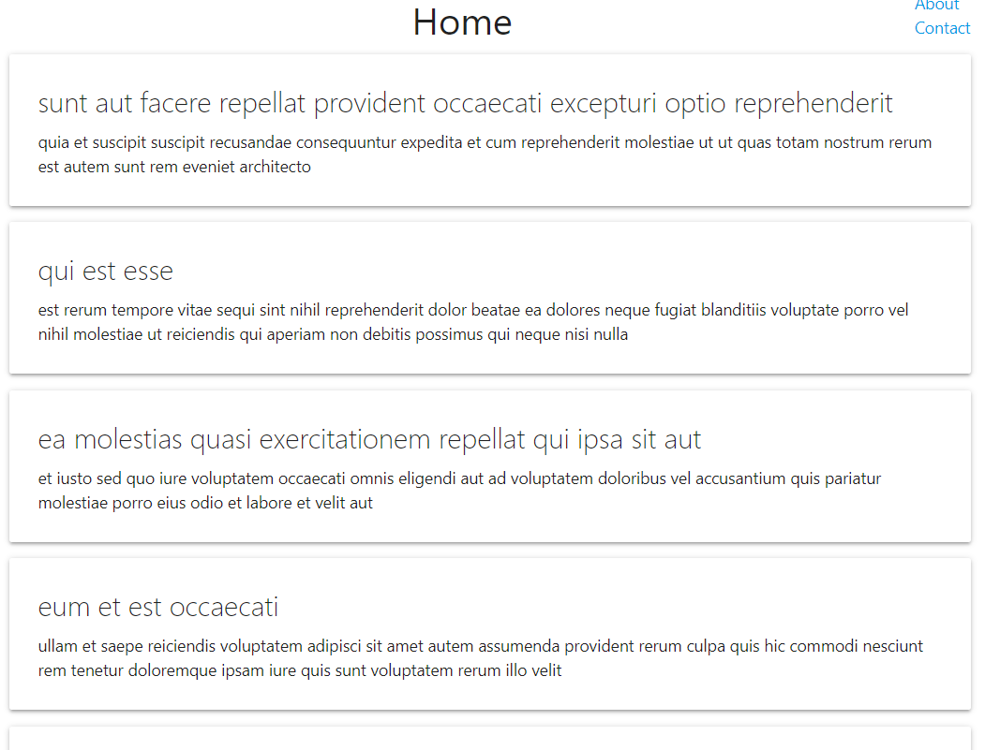 About
Home
Contact
sunt aut facere repellat provident occaecati excepturi optio reprehenderit
quia et suscipit suscipit recusandae consequuntur expedita et cum reprehenderit molestiae ut ut quas totam nostrum rerum
est autem sunt rem eveniet architecto
qui est esse
est rerum tempore vitae sequi sint nihil reprehenderit dolor beatae ea dolores neque fugiat blanditiis voluptate porro vel
nihil molestiae ut reiciendis qui aperiam non debitis possimus qui neque nisi nulla
ea molestias quasi exercitationem repellat qui ipsa sit aut
et iusto sed quo iure voluptatem occaecati omnis eligendi aut ad voluptatem doloribus vel accusantium quis pariatur
molestiae porro eius odio et labore et velit aut
eum et est occaecati
ullam et saepe reiciendis voluptatem adipisci sit amet autem assumenda provident rerum culpa quis hic commodi nesciunt
rem tenetur doloremque ipsam iure quis sunt voluptatem rerum illo velit